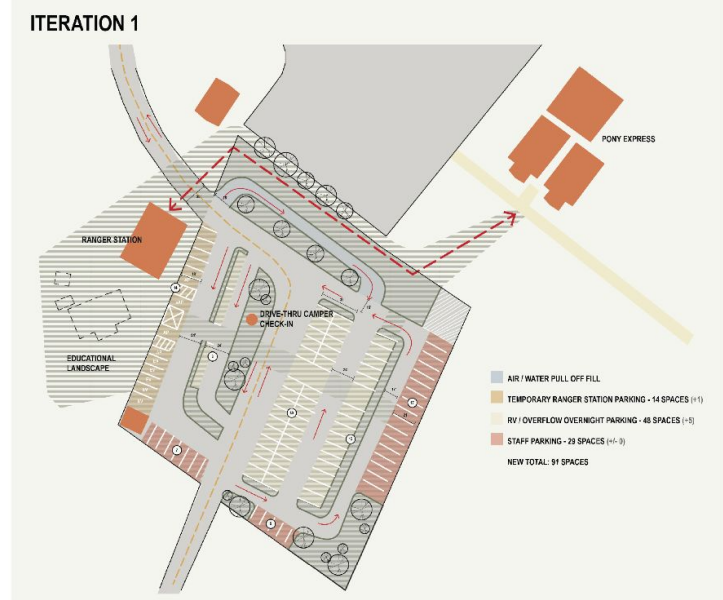 ITERATION 1
PONY EXPRESS
RANGER STATION
DRIVE-THRU CAMPER
CHECK-IN
EDUCATIONAL
LANDSCAPE
AIR / WATER PULL OFF FILL
TEMPORARY RANGER STATION PARKING - 14 SPACES (+1)
RV / OVERFLOW OVERNIGHT PARKING - 48 SPACES (+5)
STAFF PARKING - 29 SPACES (+/- 0)
NEW TOTAL: 91 SPACES